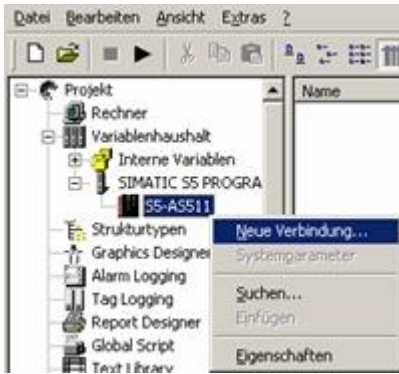 Datei Bearbeiten Ansicht Extras ?
Name
Projekt
Rechner
Variablenhaushalt
Interne Variablen
SIMATIC S5 PROGRA
S5-AS511
Strukturtypen
Graphics Designer
Alarm Logging
Tag Logging
Report Designer
Global Script
Text Library
Neue Verbindung...
Systemparameter
Suchen...
Einfügen
Eigenschaften